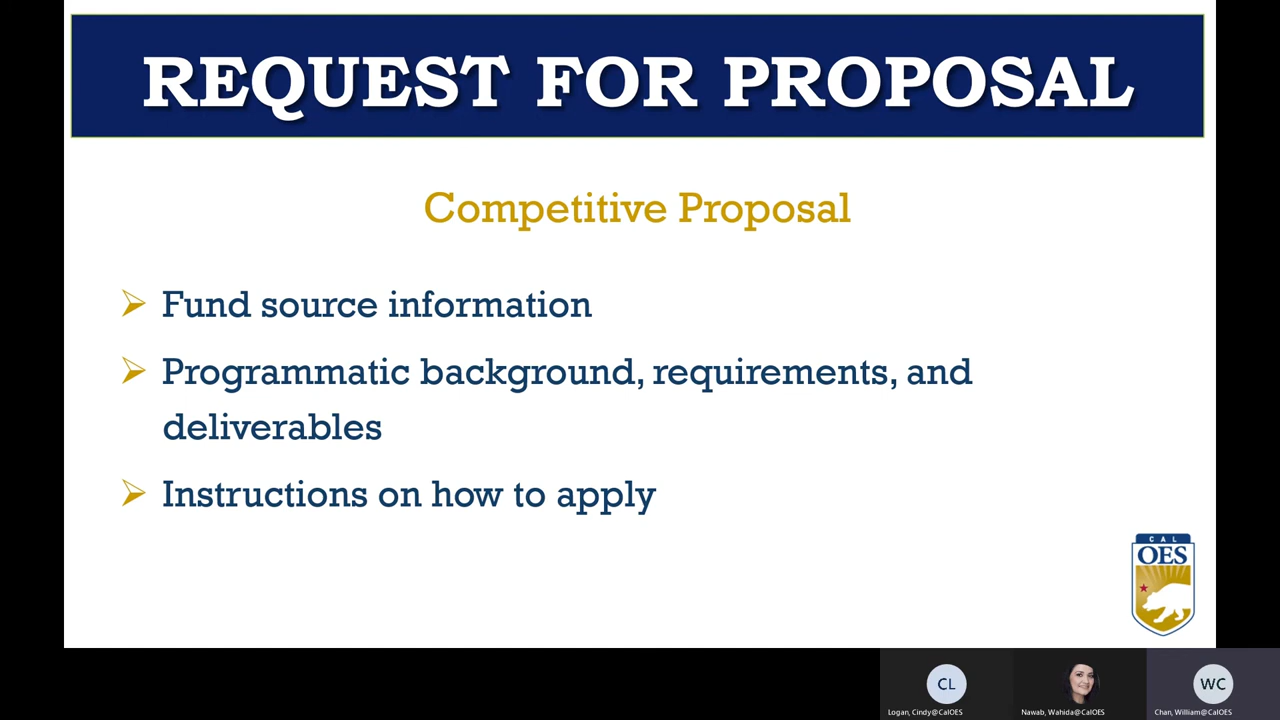 REQUEST FOR PROPOSAL
Competitive Proposal
Fund source information
Programmatic background, requirements, and
deliverables
Instructions on how to apply
CAL
OES
CL
WC
Logan, Cindy@CalOES
Nawab, Wahida@CalOES
Chan, William@CalOES